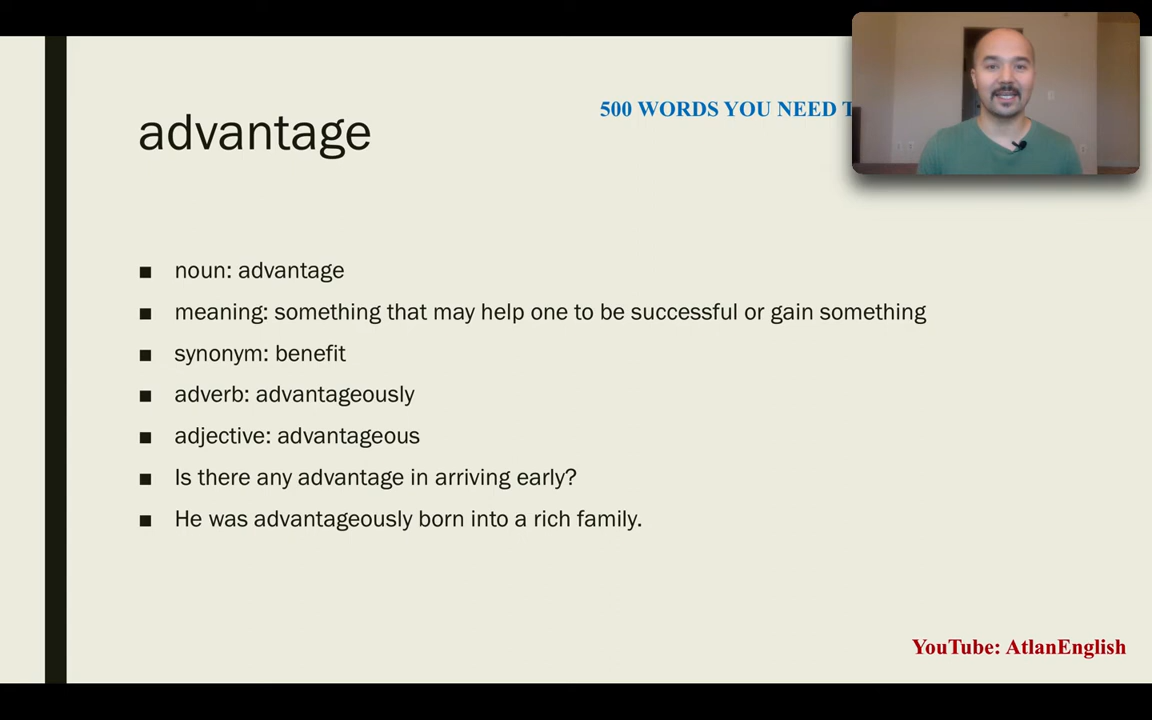 500 WORDS YOU NEED
advantage
■ noun: advantage
■ meaning: something that may help one to be successful or gain something
■ synonym: benefit
■ adverb: advantageously
■ adjective: advantageous
■ Is there any advantage in arriving early?
■ He was advantageously born into a rich family.
YouTube: AtlanEnglish